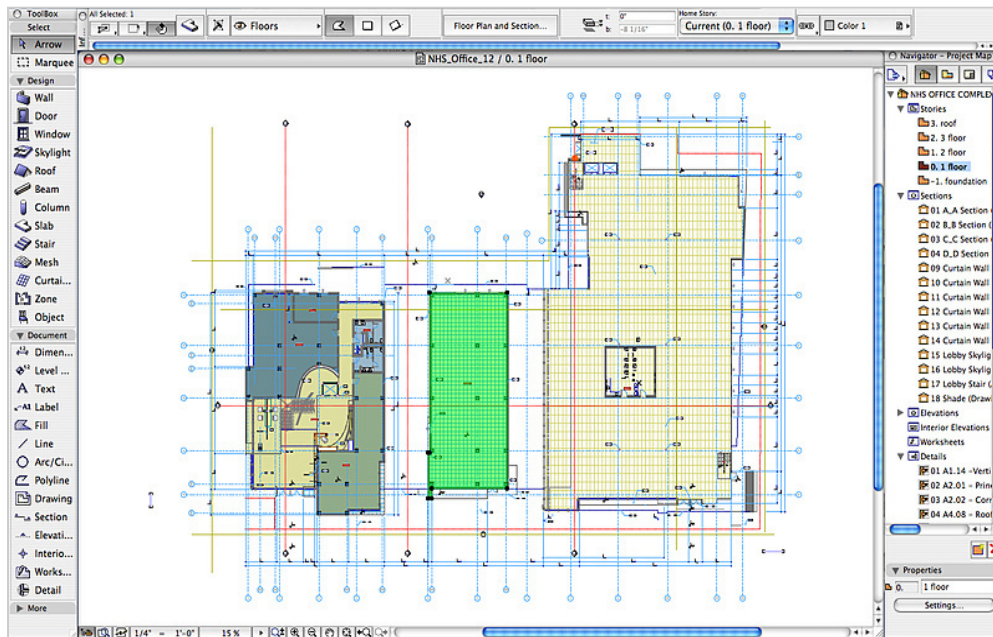 ToolBox
Select
Arrow
Marquee
Design
Wall
Door
Window
Skylight
Roof
Beam
Column
Slab
Stair
Mesh
Curtai...
Zone
Object
Document
Dimen...
Level ...
Text
Label
Fill
Line
Arc/Ci...
Polyline
Drawing
Section
Elevati...
Interio...
Works...
Detail
More
All Selected: 1
Floors
Floor Plan and Section...
t: 0"
b: -8 1/16"
Home Story:
Current (0. 1 floor)
Color 1
NHS_Office_12 / 0. 1 floor
1/4" = 1'-0"
15 %
Navigator - Project Map
NHS OFFICE COMPLEX
Stories
3. roof
2. 3 floor
1. 2 floor
0. 1 floor
-1. foundation
Sections
01 A_A Section (
02 B_B Section (
03 C_C Section (
04 D_D Section
09 Curtain Wall
10 Curtain Wall
11 Curtain Wall
12 Curtain Wall
13 Curtain Wall
14 Curtain Wall
15 Lobby Skylig
16 Lobby Skylig
17 Lobby Stair (
18 Shade (Drawi
Elevations
Interior Elevations
Worksheets
Details
01 A1.14 -Verti
02 A2.01 - Prin
03 A2.02 - Corr
04 A4.08 - Roof
Properties
0. 1 floor
Settings...